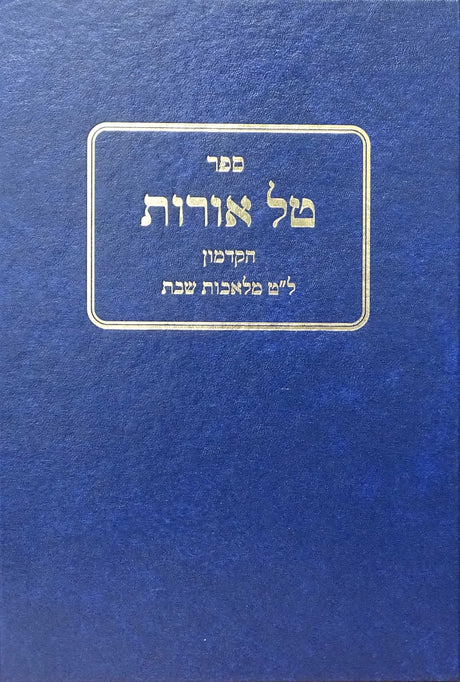 ספר
טל אורות
הקדמון
ל"ט מלאכות שבת